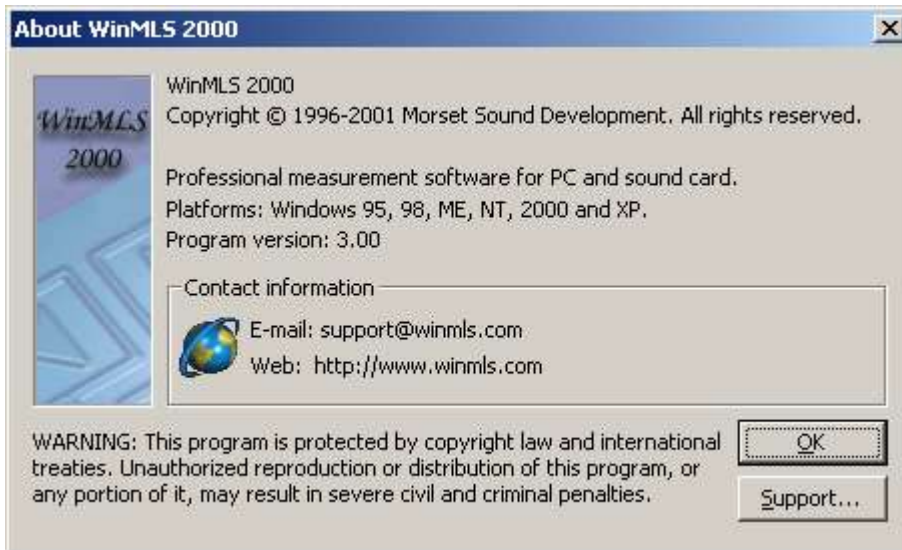 About WinMLS 2000
WinMLS
2000
WinMLS 2000
Copyright © 1996-2001 Morset Sound Development. All rights reserved.
Professional measurement software for PC and sound card.
Platforms: Windows 95, 98, ME, NT, 2000 and XP.
Program version: 3.00
Contact information
E-mail: support@winmls.com
Web: http://www.winmls.com
WARNING: This program is protected by copyright law and international
treaties. Unauthorized reproduction or distribution of this program, or
any portion of it, may result in severe civil and criminal penalties.
OK
Support...